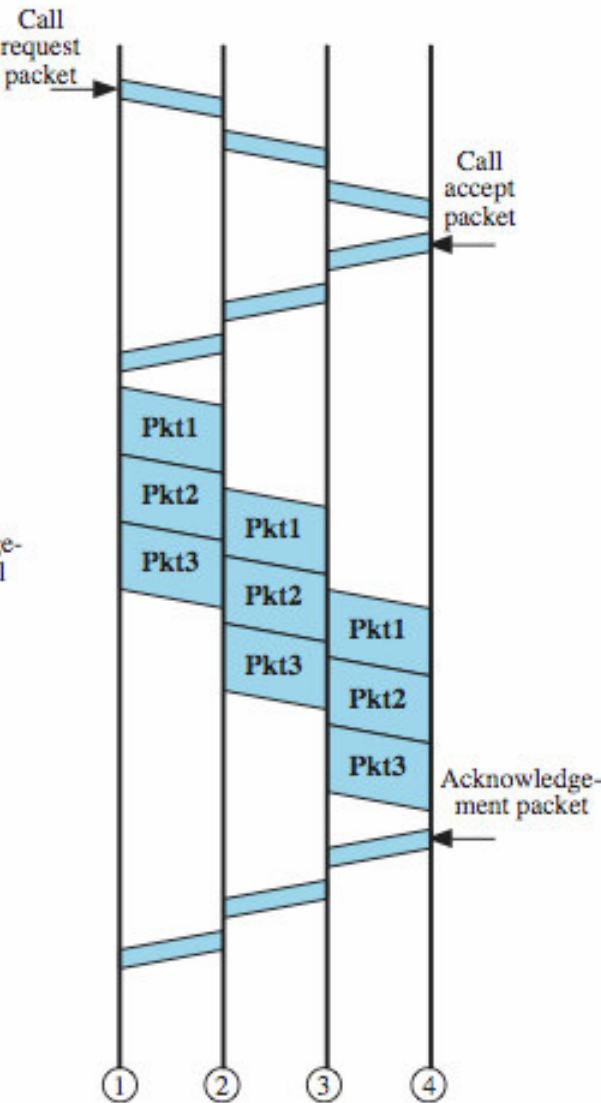 Call
request
packet
Call
accept
packet
Pkt1
Pkt2
Pkt3
Pkt1
Pkt2
Pkt3
Pkt1
Pkt2
Pkt3
Acknowledge-
ment packet
1 2 3 4